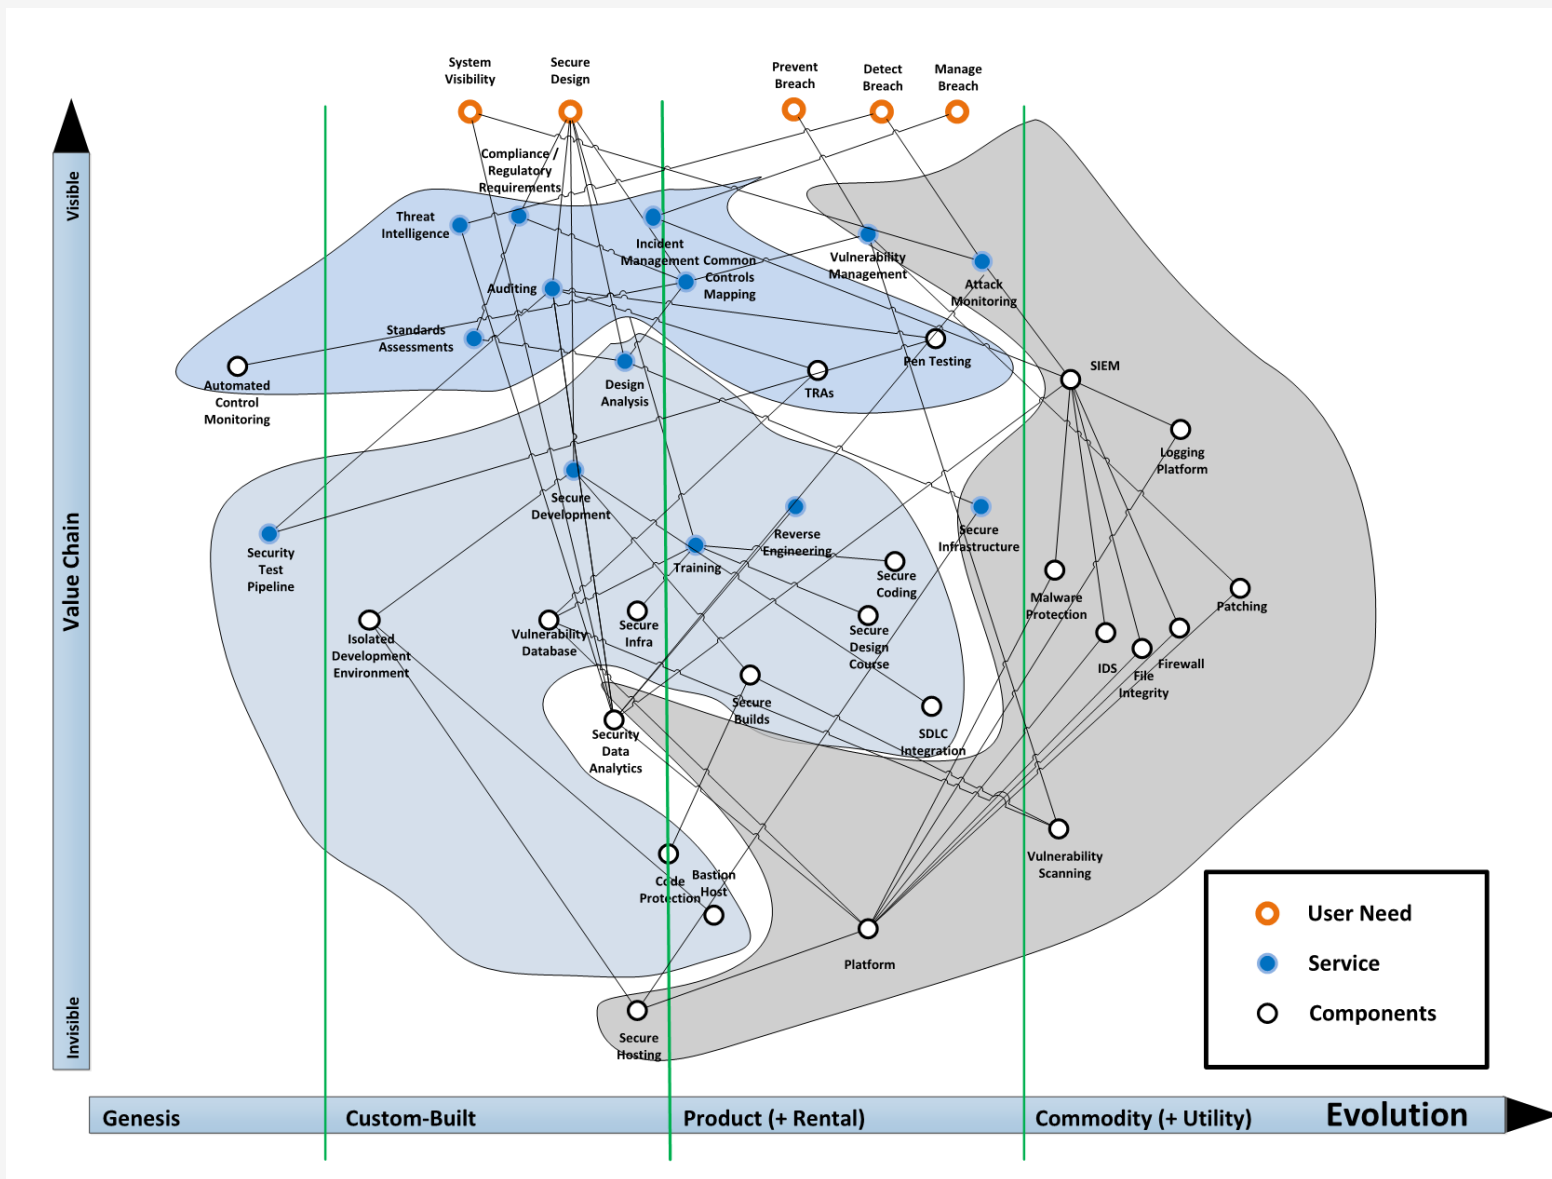 System
Visibility
Secure
Design
Prevent
Breach
Detect
Breach
Manage
Breach
Compliance /
Regulatory
Requirements
Threat
Intelligence
Incident
Management
Common
Controls
Mapping
Vulnerability
Management
Attack
Monitoring
Auditing
Standards
Assessments
Automated
Control
Monitoring
Design
Analysis
TRAs
Pen Testing
SIEM
Logging
Platform
Secure
Development
Security
Test
Pipeline
Reverse
Engineering
Secure
Infrastructure
Training
Secure
Coding
Malware
Protection
Patching
Isolated
Development
Environment
Vulnerability
Database
Secure
Infra
Secure
Design
Course
IDS
File
Integrity
Firewall
Secure
Builds
SDLC
Integration
Security
Data
Analytics
Code
Protection
Bastion
Host
Vulnerability
Scanning
Platform
Secure
Hosting
Visible
Value Chain
Invisible
User Need
Service
Components
Genesis
Custom-Built
Product (+ Rental)
Commodity (+ Utility)
Evolution